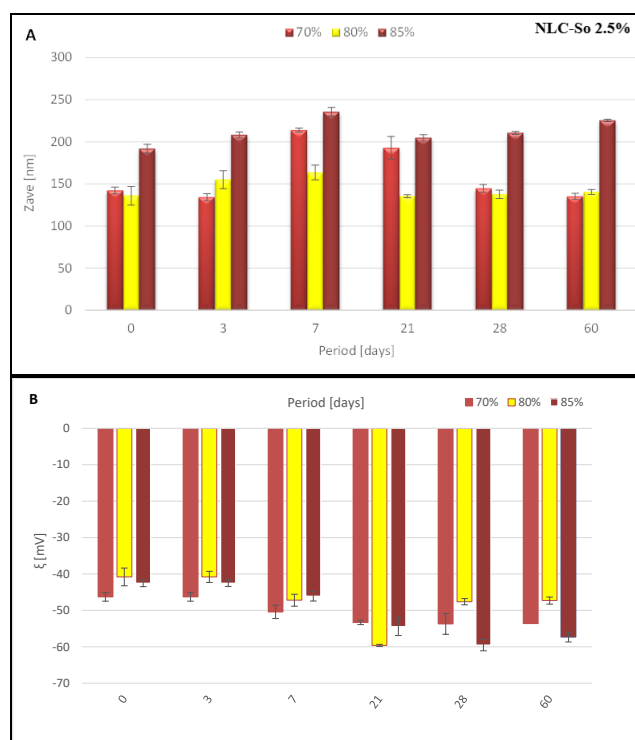 A
70% 80% 85%
NLC-So 2.5%
300
250
200
150
100
50
0
Zave [nm]
0 3 7 21 28 60
Period [days]
B
Period [days]
70% 80% 85%
0
-10
-20
-30
-40
-50
-60
-70
ξ [mV]
0 3 7 21 28 60